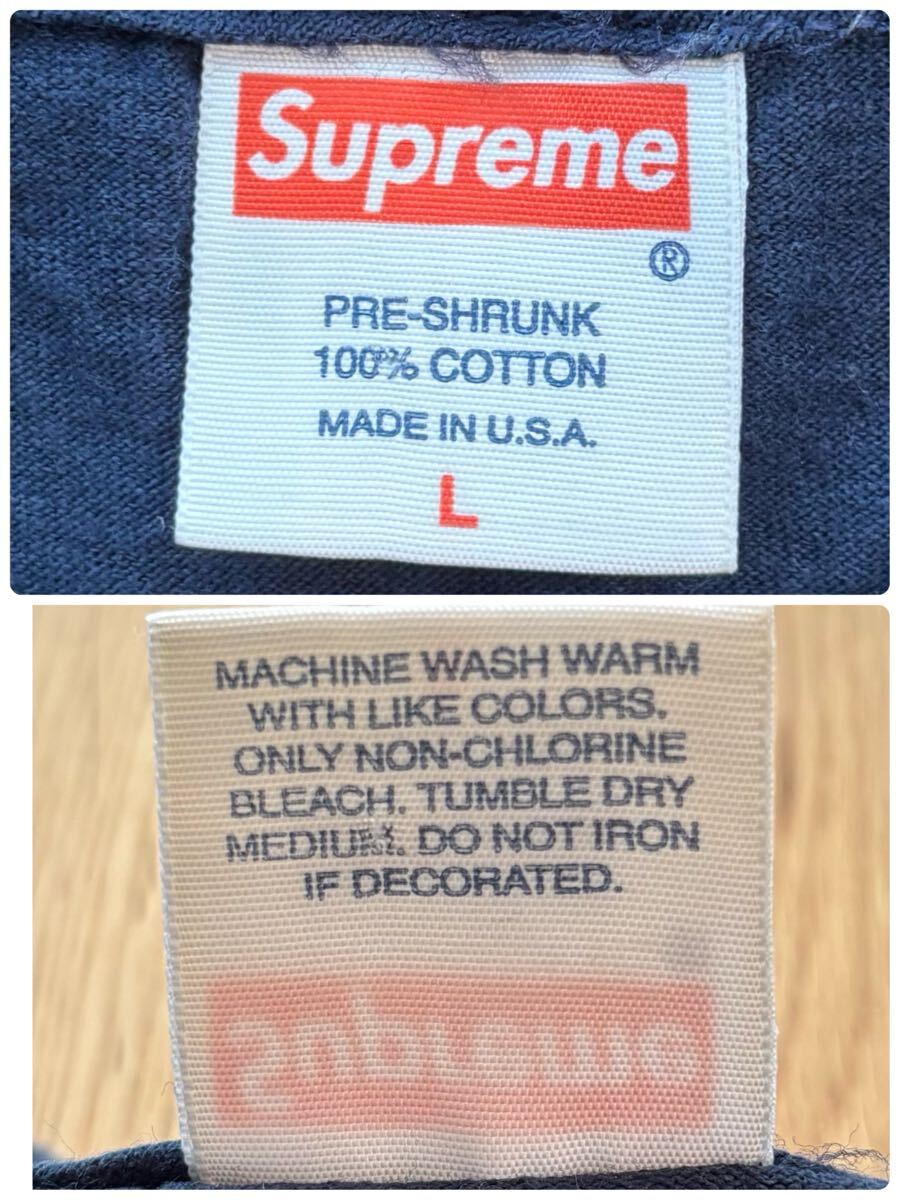 Supreme
®
PRE-SHRUNK
100% COTTON
MADE IN U.S.A.
L
MACHINE WASH WARM
WITH LIKE COLORS.
ONLY NON-CHLORINE
BLEACH. TUMBLE DRY
MEDIUM. DO NOT IRON
IF DECORATED.